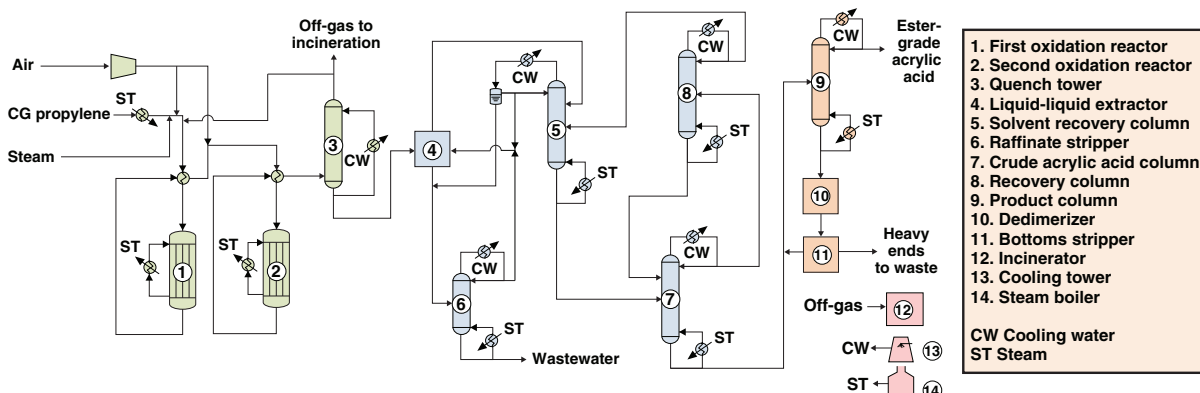 Off-gas to
incineration
Air
ST
CG propylene
Steam
3
CW
4
CW
5
ST
CW
8
ST
CW
9
ST
Ester-
grade
acrylic
acid
ST
1
ST
2
CW
6
ST
Wastewater
CW
7
ST
10
11
Heavy
ends
to waste
Off-gas
12
CW
13
ST
14
1. First oxidation reactor
2. Second oxidation reactor
3. Quench tower
4. Liquid-liquid extractor
5. Solvent recovery column
6. Raffinate stripper
7. Crude acrylic acid column
8. Recovery column
9. Product column
10. Dedimerizer
11. Bottoms stripper
12. Incinerator
13. Cooling tower
14. Steam boiler
CW Cooling water
ST Steam